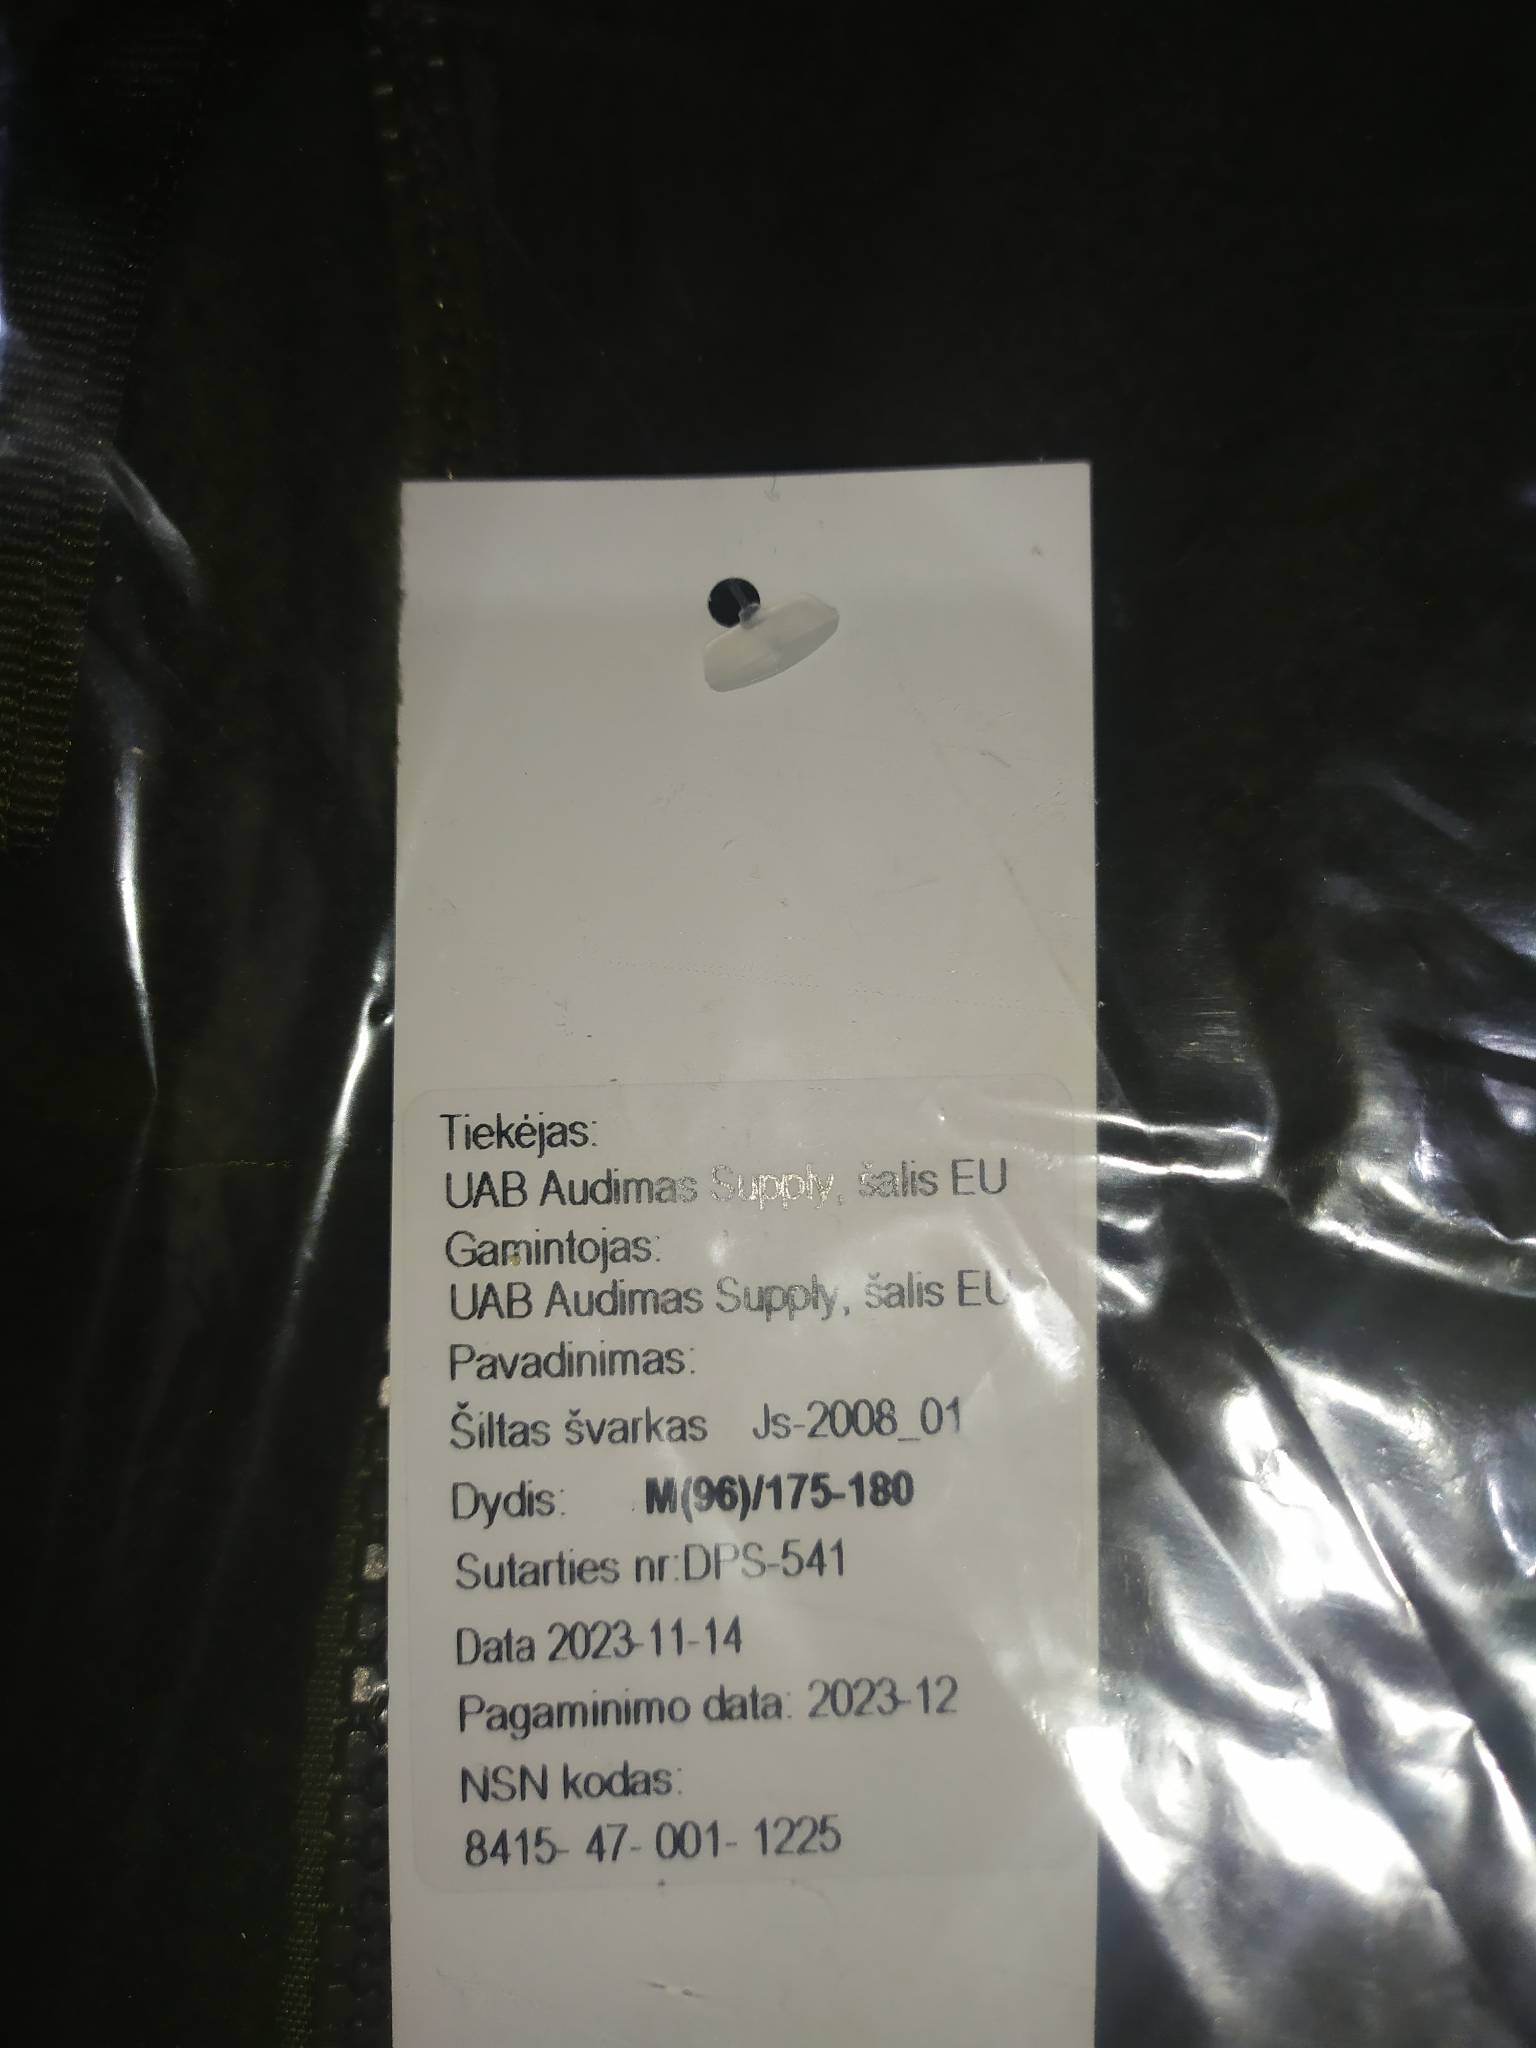 Tiekėjas:
UAB Audimas Supply, šalis EU
Gamintojas:
UAB Audimas Supply, šalis EU
Pavadinimas:
Šiltas švarkas Js-2008_01
Dydis: M(96)/175-180
Sutarties nr:DPS-541
Data 2023-11-14
Pagaminimo data: 2023-12
NSN kodas:
8415- 47- 001- 1225